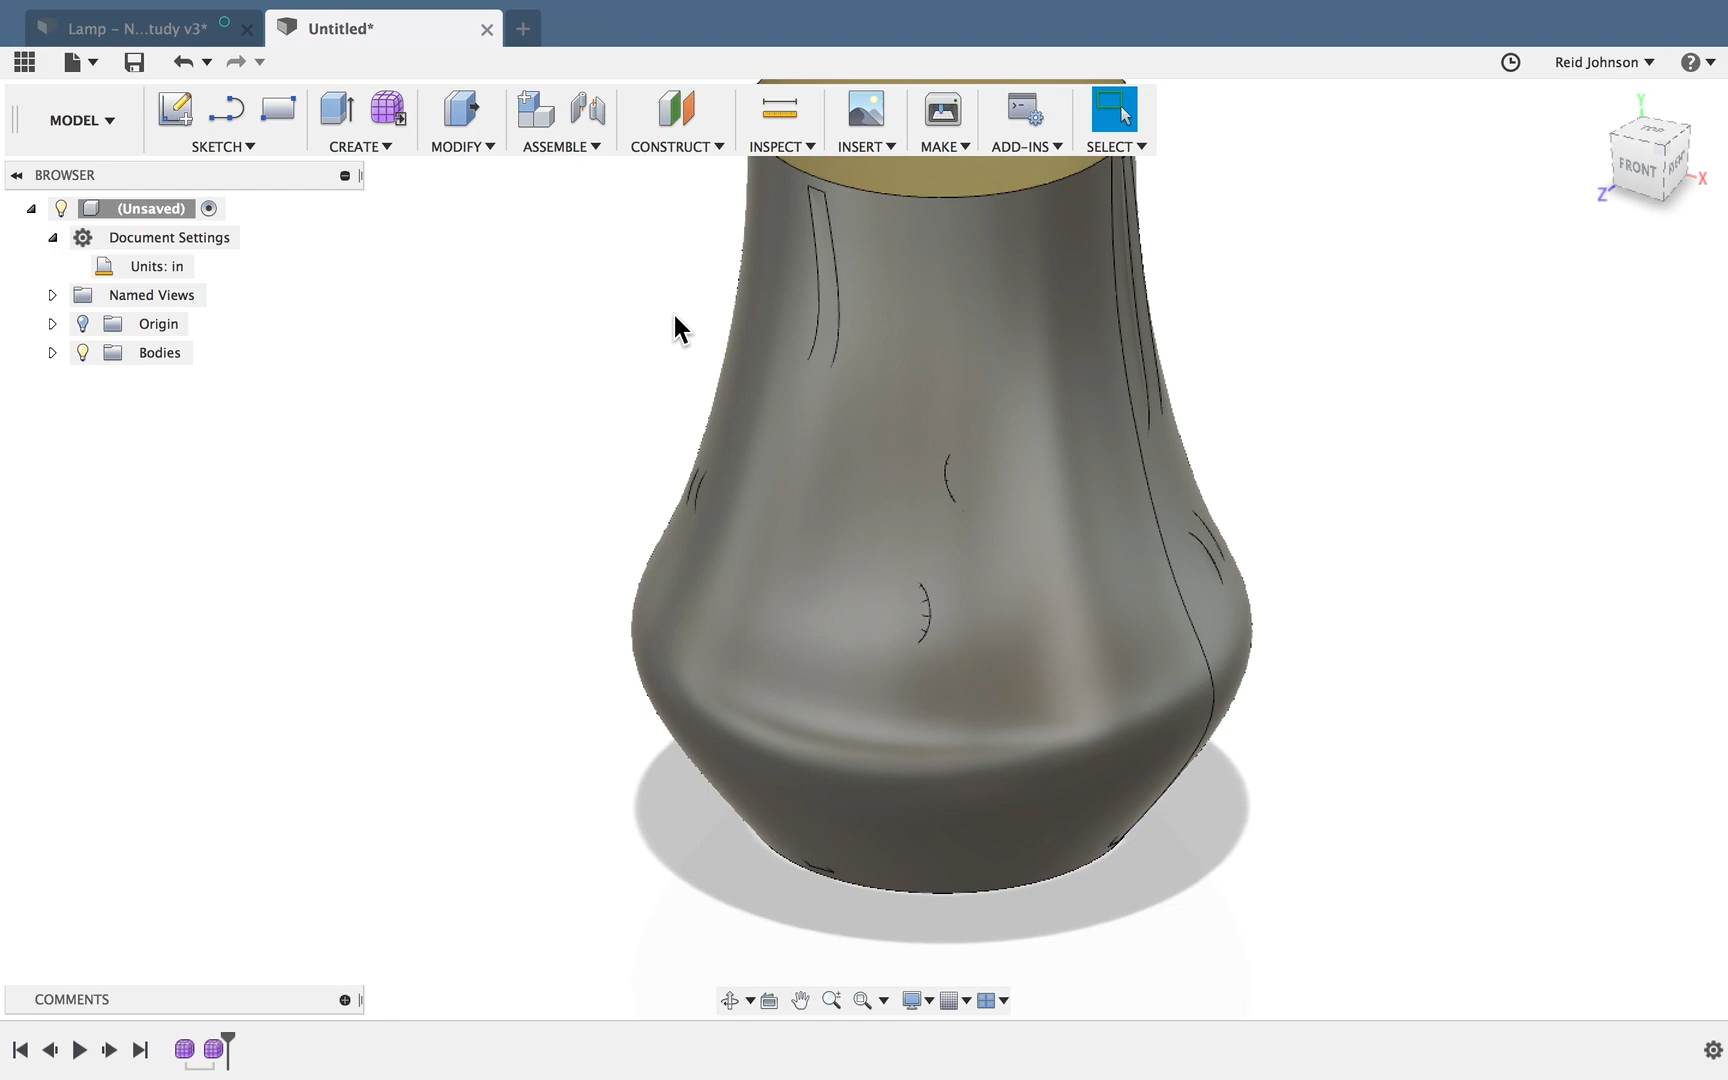 Lamp – N...tudy v3*
Untitled*
Reid Johnson
MODEL
SKETCH
CREATE
MODIFY
ASSEMBLE
CONSTRUCT
INSPECT
INSERT
MAKE
ADD-INS
SELECT
Y
TOP
FRONT
X
Z
BROWSER
(Unsaved)
Document Settings
Units: in
Named Views
Origin
Bodies
COMMENTS